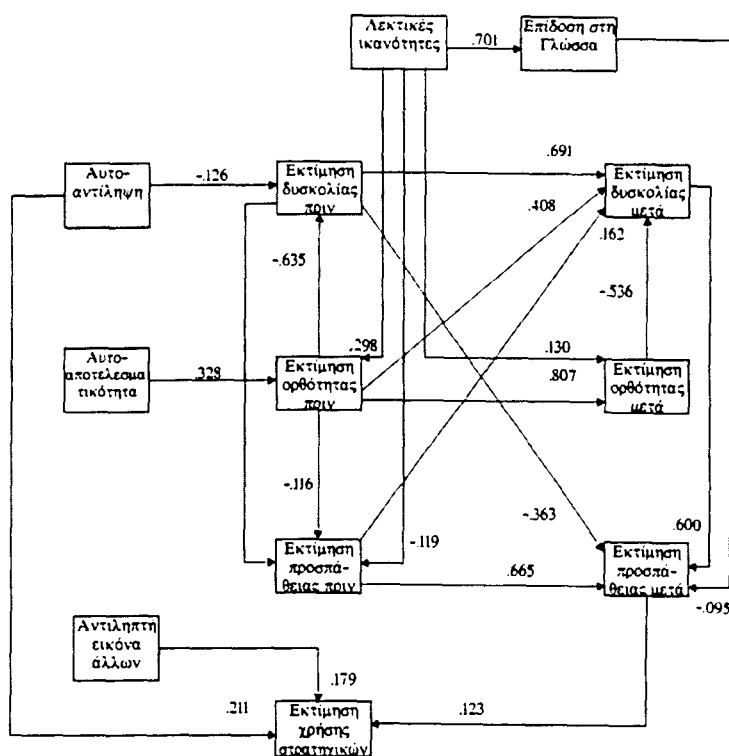 Λεκτικές
ικανότητες
.701
Επίδοση στη
Γλώσσα
Αυτο-
αντίληψη
-.126
Εκτίμηση
δυσκολίας
πριν
.691
Εκτίμηση
δυσκολίας
μετά
.408
.162
-.635
-.536
.298
.130
Αυτο-
αποτελεσμα
τικότητα
.328
Εκτίμηση
ορθότητας
πριν
.807
Εκτίμηση
ορθότητας
μετά
-.116
-.363
-.119
.600
Εκτίμηση
προσπά-
θειας πριν
.665
Εκτίμηση
προσπά-
θειας μετά
-.095
Αντιληπτή
εικόνα
άλλων
.179
.211
.123
Εκτίμηση
χρήσης
στρατηγικών